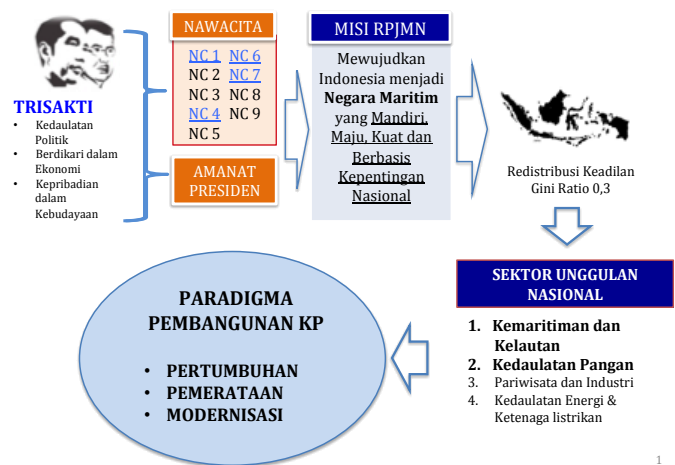 TRISAKTI
• Kedaulatan
Politik
• Berdikari dalam
Ekonomi
• Kepribadian
dalam
Kebudayaan
NAWACITA
NC 1 NC 6
NC 2 NC 7
NC 3 NC 8
NC 4 NC 9
NC 5
AMANAT
PRESIDEN
MISI RPJMN
Mewujudkan
Indonesia menjadi
Negara Maritim
yang Mandiri,
Maju, Kuat dan
Berbasis
Kepentingan
Nasional
Redistribusi Keadilan
Gini Ratio 0,3
SEKTOR UNGGULAN
NASIONAL
1. Kemaritiman dan
Kelautan
2. Kedaulatan Pangan
3. Pariwisata dan Industri
4. Kedaulatan Energi &
Ketenaga listrikan
PARADIGMA
PEMBANGUNAN KP
• PERTUMBUHAN
• PEMERATAAN
• MODERNISASI
1